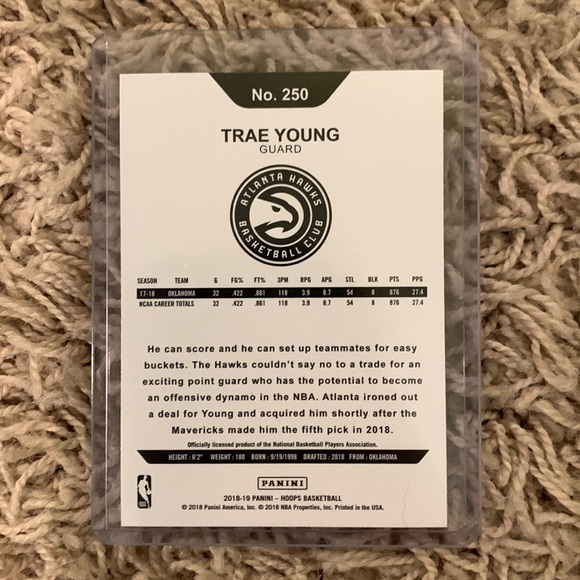 No. 250
TRAE YOUNG
GUARD
ATLANTA HAWKS
BASKETBALL CLUB
SEASON TEAM G FG% FT% 3PM RPG APG STL BLK PTS PPG
17-18 OKLAHOMA 32 .422 .861 118 3.9 8.7 54 8 876 27.4
NCAA CAREER TOTALS 32 .422 .861 118 3.9 8.7 54 8 876 27.4
He can score and he can set up teammates for easy
buckets. The Hawks couldn't say no to a trade for an
exciting point guard who has the potential to become
an offensive dynamo in the NBA. Atlanta ironed out
a deal for Young and acquired him shortly after the
Mavericks made him the fifth pick in 2018.
Officially licensed product of the National Basketball Players Association.
HEIGHT: 6'2" WEIGHT: 180 BORN: 9/19/1998 DRAFTED: 2018 FROM: OKLAHOMA
PANINI
2018-19 PANINI – HOOPS BASKETBALL
© 2018 Panini America, Inc. © 2018 NBA Properties, Inc. Printed in the USA.